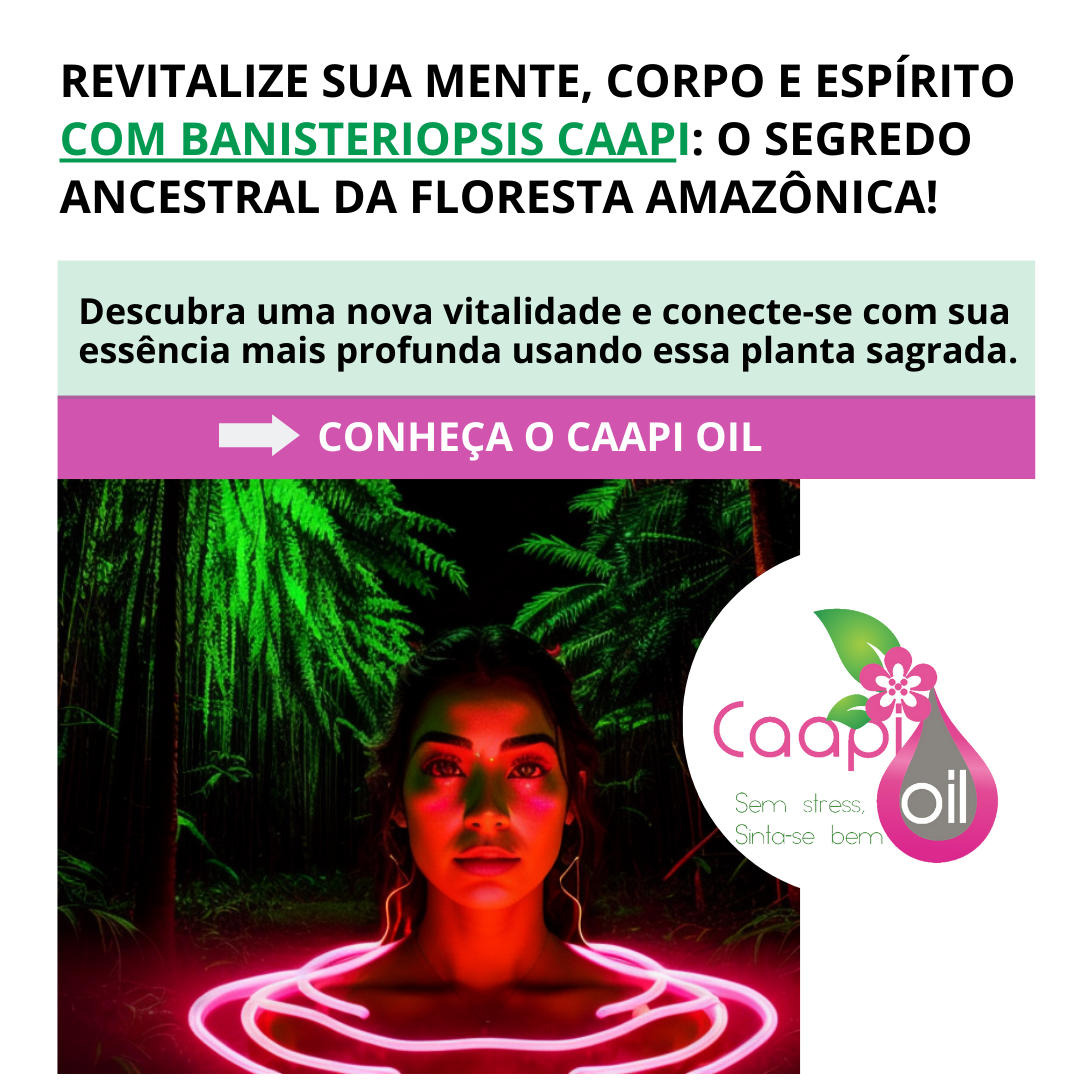 REVITALIZE SUA MENTE, CORPO E ESPÍRITO
COM BANISTERIOPSIS CAAPI: O SEGREDO
ANCESTRAL DA FLORESTA AMAZÔNICA!
Descubra uma nova vitalidade e conecte-se com sua
essência mais profunda usando essa planta sagrada.
CONHEÇA O CAAPI OIL
Caapi
oil
Sem stress,
Sinta-se bem